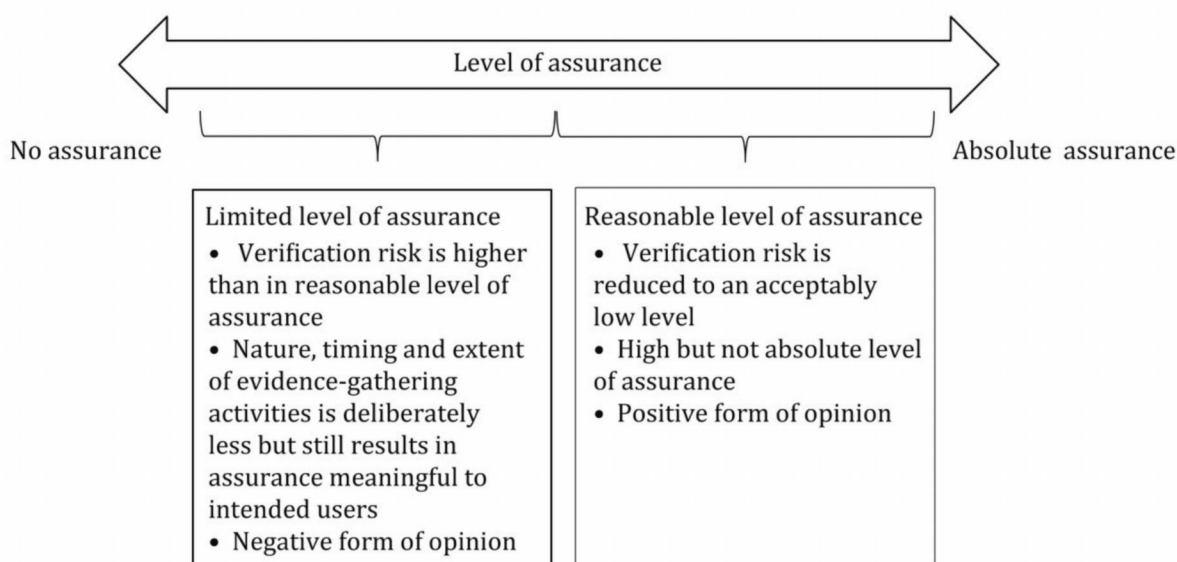 Level of assurance
No assurance
Absolute assurance
Limited level of assurance
• Verification risk is higher
than in reasonable level of
assurance
• Nature, timing and extent
of evidence-gathering
activities is deliberately
less but still results in
assurance meaningful to
intended users
• Negative form of opinion
Reasonable level of assurance
• Verification risk is
reduced to an acceptably
low level
• High but not absolute level
of assurance
• Positive form of opinion